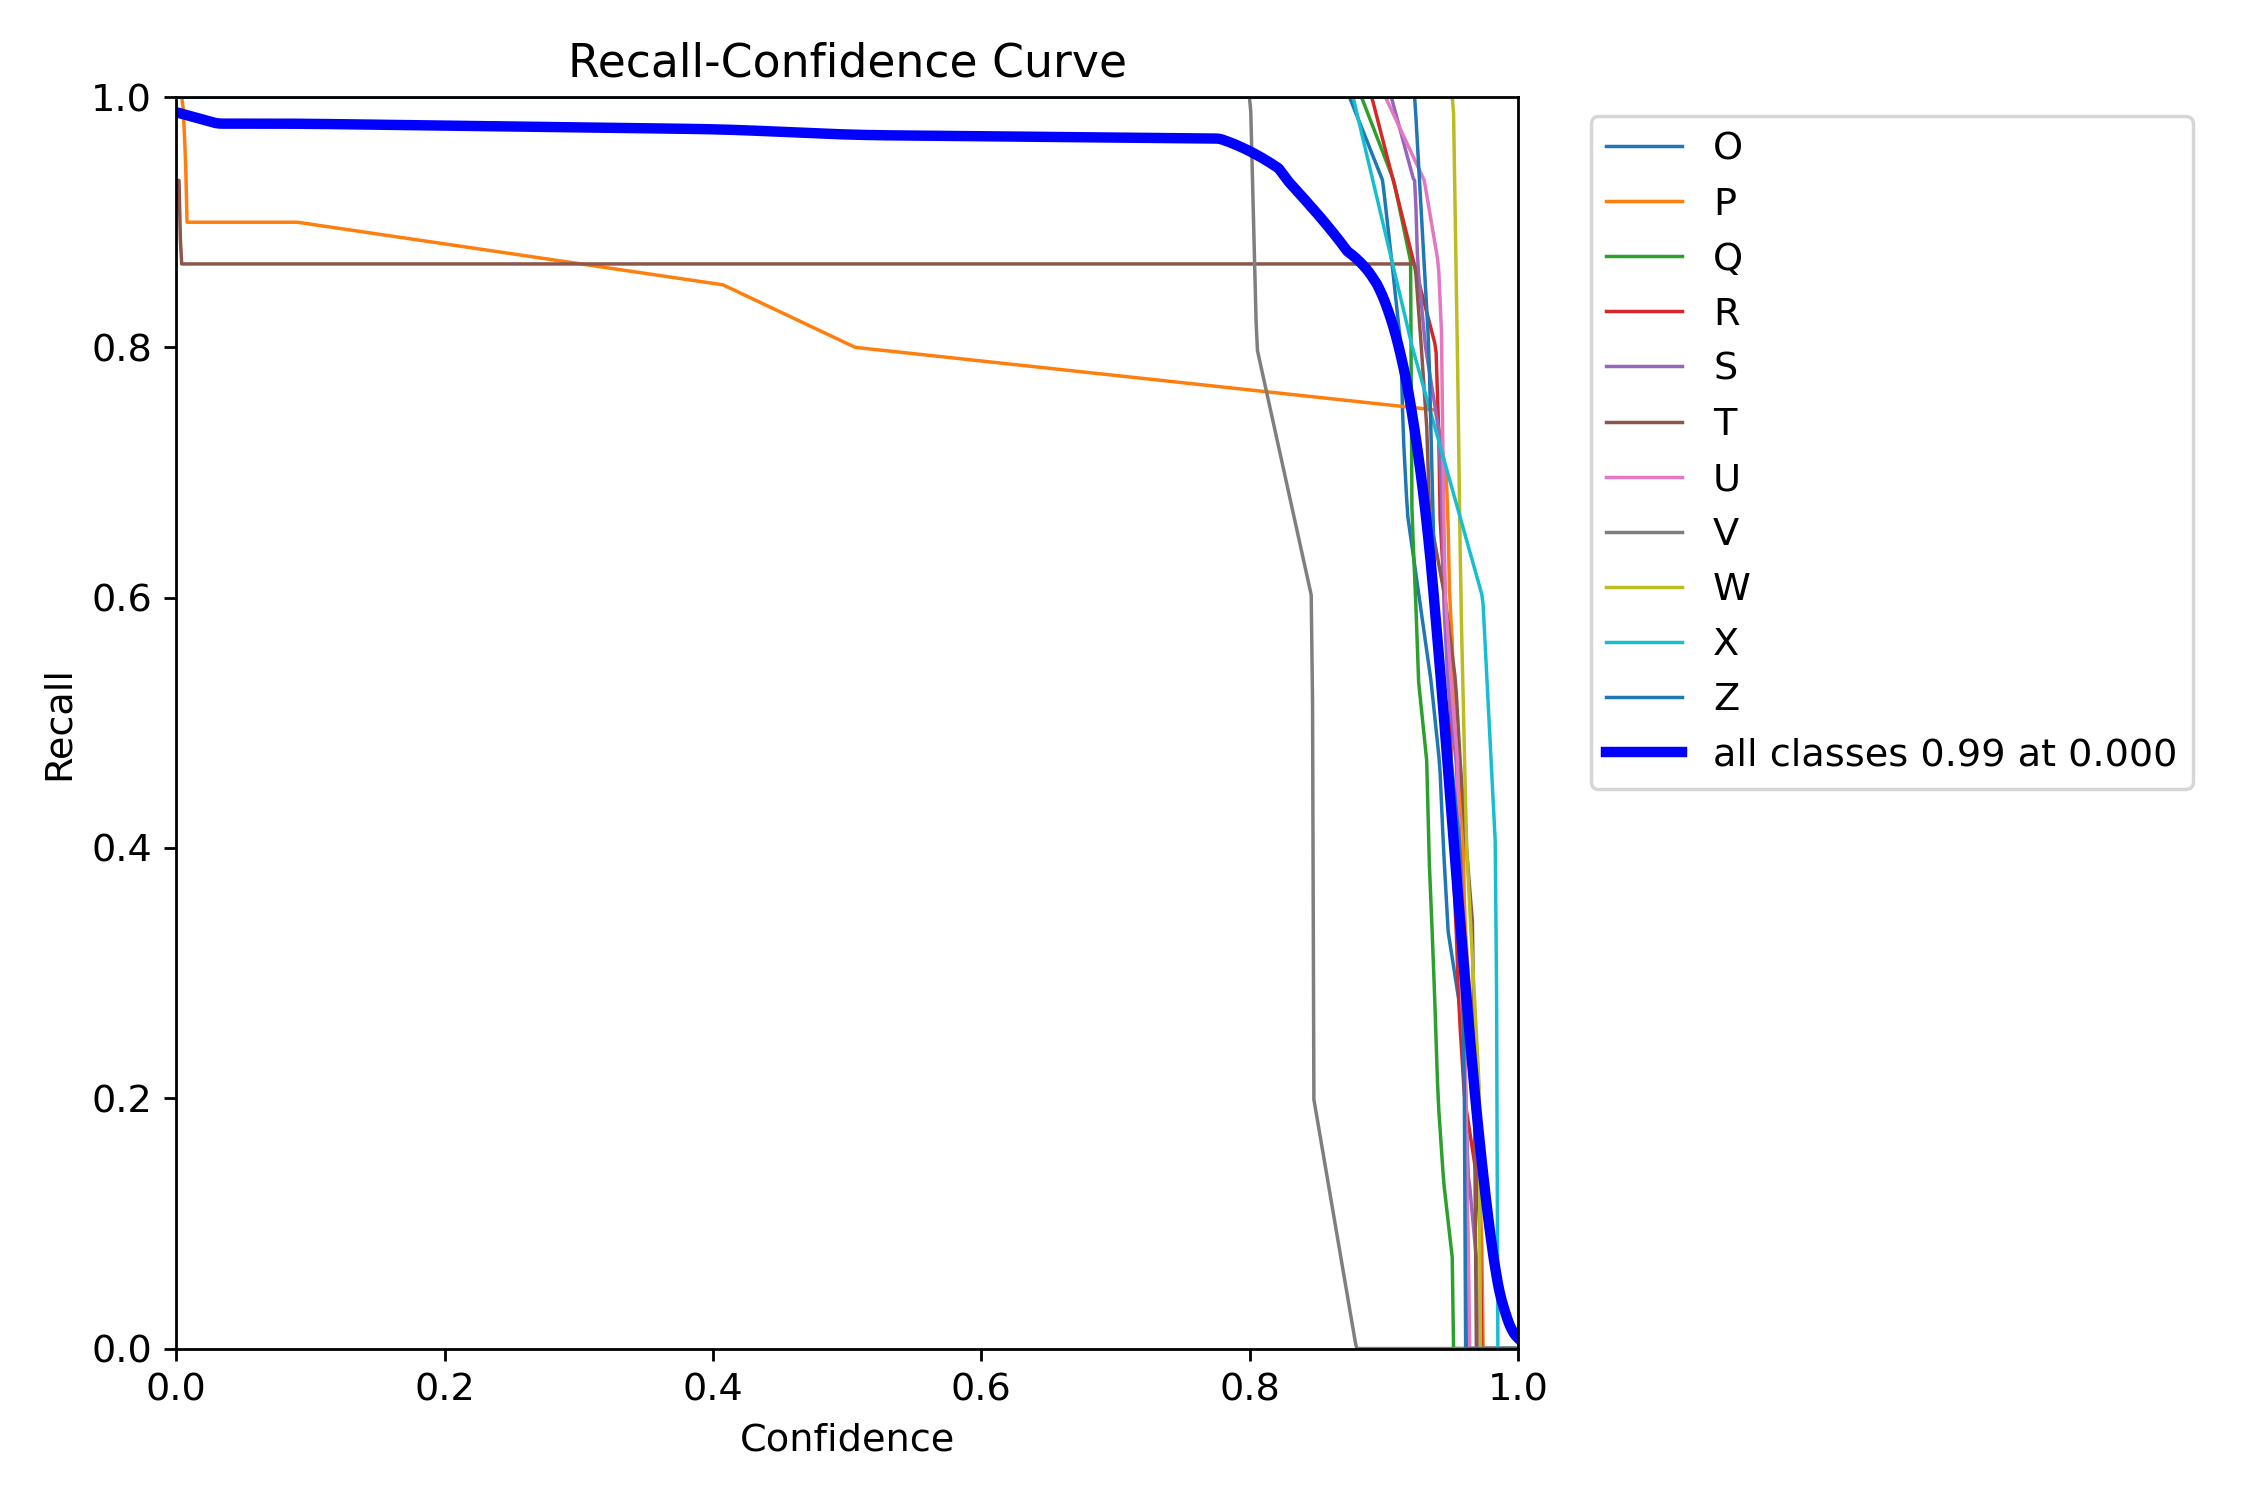 Recall-Confidence Curve
1.0
0.8
0.6
0.4
0.2
0.0
Recall
0.0 0.2 0.4 0.6 0.8 1.0
Confidence
O
P
Q
R
S
T
U
V
W
X
Z
all classes 0.99 at 0.000